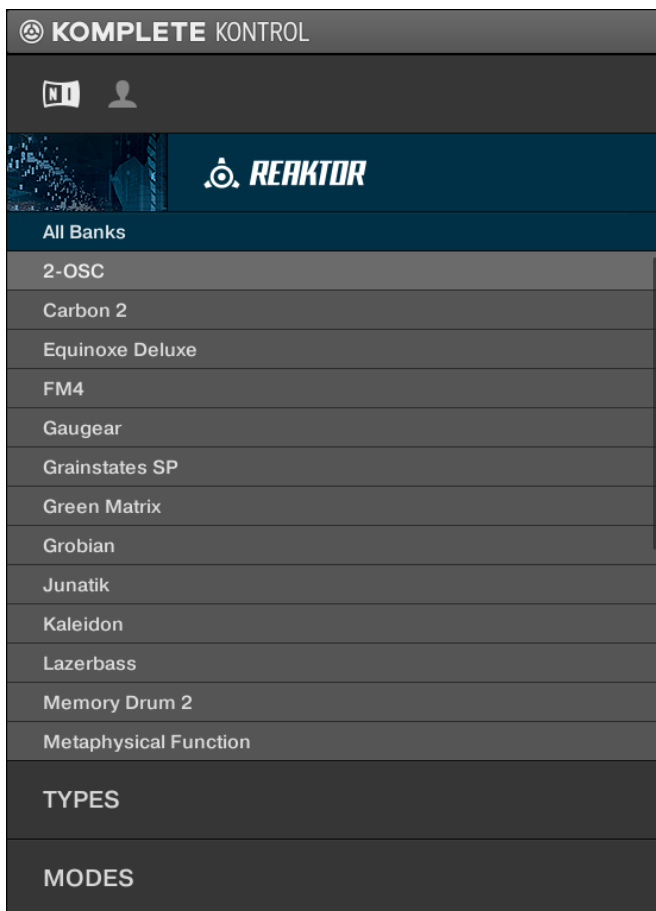 KOMPLETE KONTROL
NI
REAKTOR
All Banks
2-OSC
Carbon 2
Equinoxe Deluxe
FM4
Gaugear
Grainstates SP
Green Matrix
Grobian
Junatik
Kaleidon
Lazerbass
Memory Drum 2
Metaphysical Function
TYPES
MODES